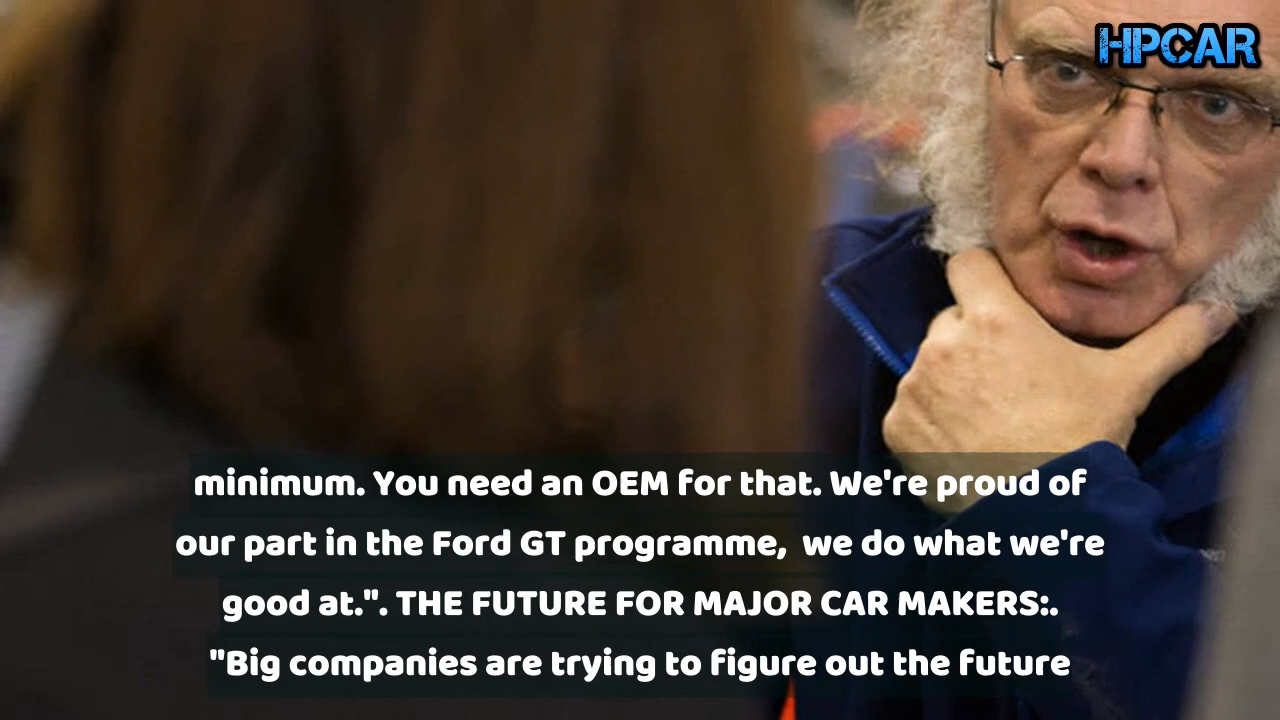 HPCAR
minimum. You need an OEM for that. We're proud of
our part in the Ford GT programme,  we do what we're
good at.". THE FUTURE FOR MAJOR CAR MAKERS:.
"Big companies are trying to figure out the future